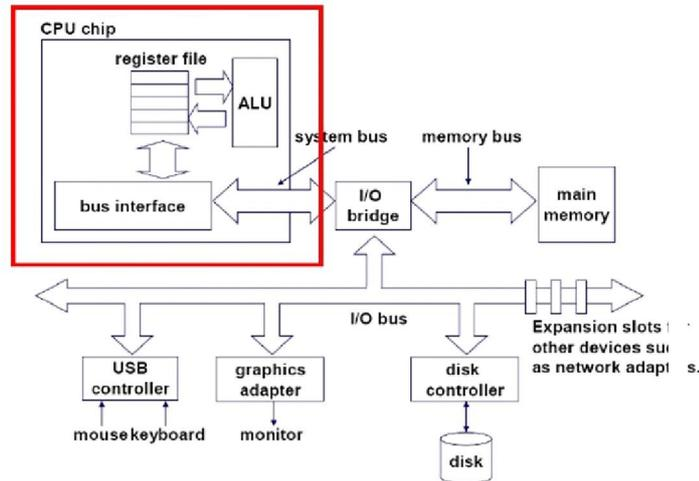 CPU chip
register file
ALU
system bus
memory bus
bus interface
I/O
bridge
main
memory
I/O bus
Expansion slots
other devices
as network
USB
controller
graphics
adapter
disk
controller
mouse
keyboard
monitor
disk